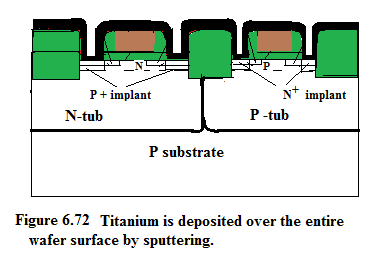 N P
P + implant N+ implant
N-tub P -tub
P substrate
Figure 6.72 Titanium is deposited over the entire
wafer surface by sputtering.